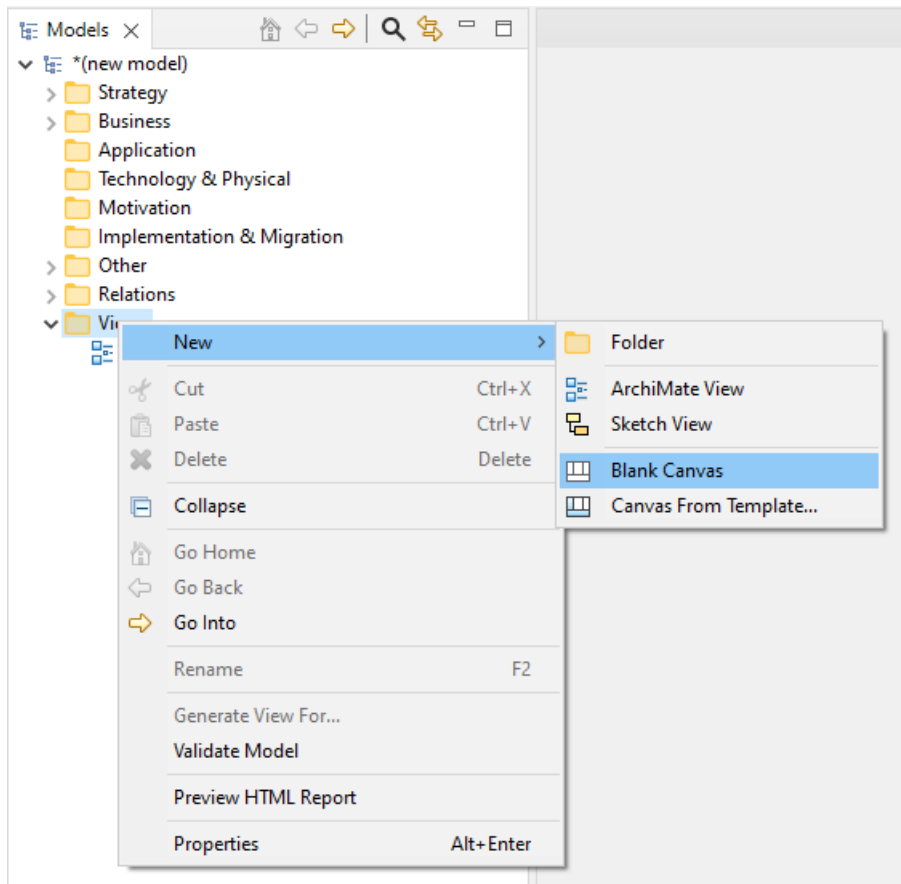 Models
*(new model)
Strategy
Business
Application
Technology & Physical
Motivation
Implementation & Migration
Other
Relations
New
Cut Ctrl+X
Paste Ctrl+V
Delete Delete
Collapse
Go Home
Go Back
Go Into
Rename F2
Generate View For...
Validate Model
Preview HTML Report
Properties Alt+Enter
Folder
ArchiMate View
Sketch View
Blank Canvas
Canvas From Template...